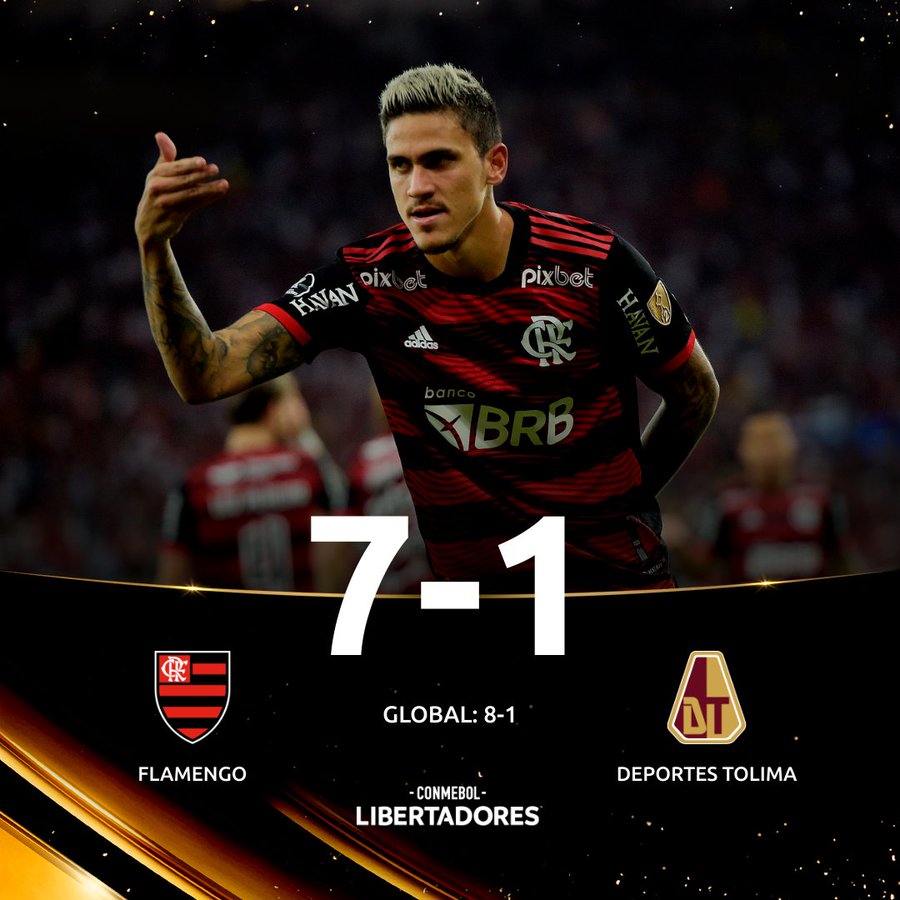 pixbet
pixbet
HAVAN
HAVAN
adidas
CRF
banco
BRB
7-1
CRF
DT
GLOBAL: 8-1
FLAMENGO
DEPORTES TOLIMA
- CONMEBOL -
LIBERTADORES